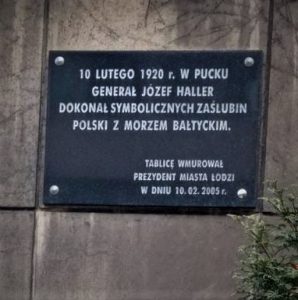 10 LUTEGO 1920 r. W PUCKU
GENERAŁ JÓZEF HALLER
DOKONAŁ SYMBOLICZNYCH ZAŚLUBIN
POLSKI Z MORZEM BAŁTYCKIM.
TABLICĘ WMUROWAŁ
PREZYDENT MIASTA ŁODZI
W DNIU 10.02.2005 r.